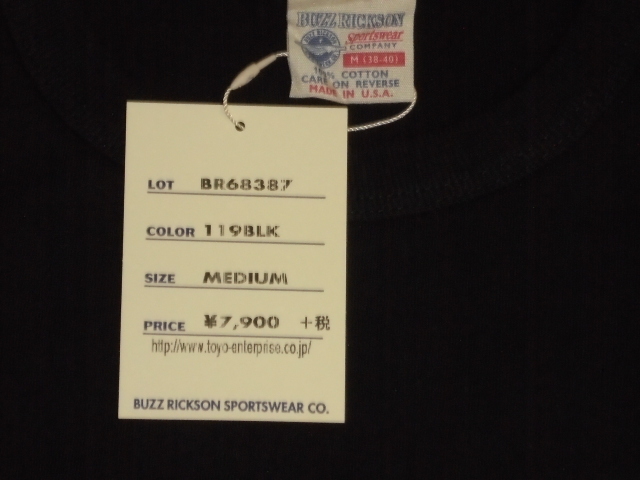 BUZZ RICKSON
Sportswear
COMPANY
M (38-40)
COTTON
CARE ON REVERSE
MADE IN U.S.A.
LOT BR68387
COLOR 119BLK
SIZE MEDIUM
PRICE ¥7,900 +税
http://www.toyo-enterprise.co.jp/
BUZZ RICKSON SPORTSWEAR CO.